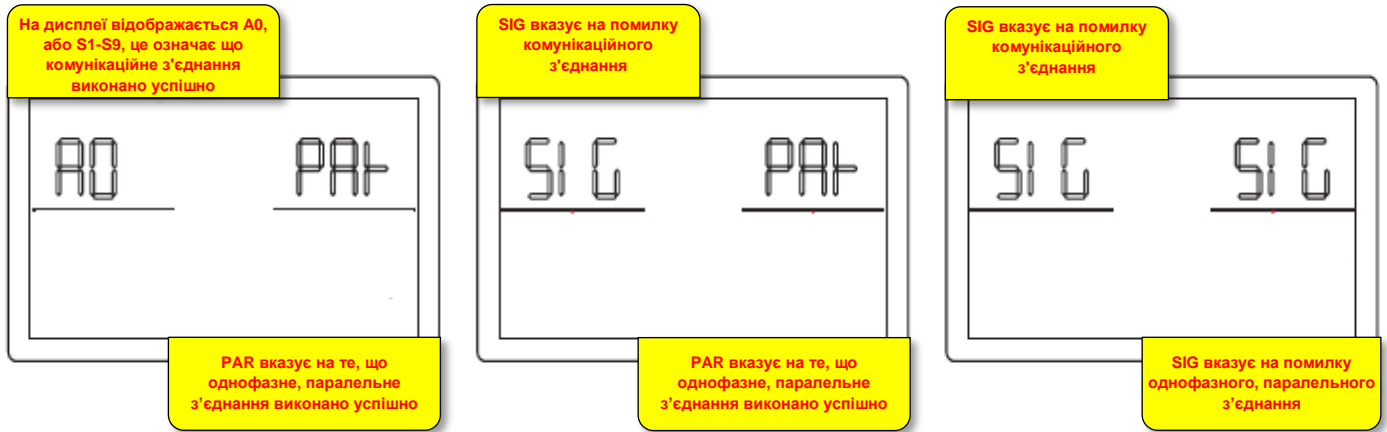 На дисплеї відображається A0,
або S1-S9, це означає що
комунікаційне з'єднання
виконано успішно
A0 PAr
PAR вказує на те, що
однофазне, паралельне
з’єднання виконано успішно
SIG вказує на помилку
комунікаційного
з'єднання
SIG PAr
PAR вказує на те, що
однофазне, паралельне
з’єднання виконано успішно
SIG вказує на помилку
комунікаційного
з'єднання
SIG SIG
SIG вказує на помилку
однофазного, паралельного
з’єднання